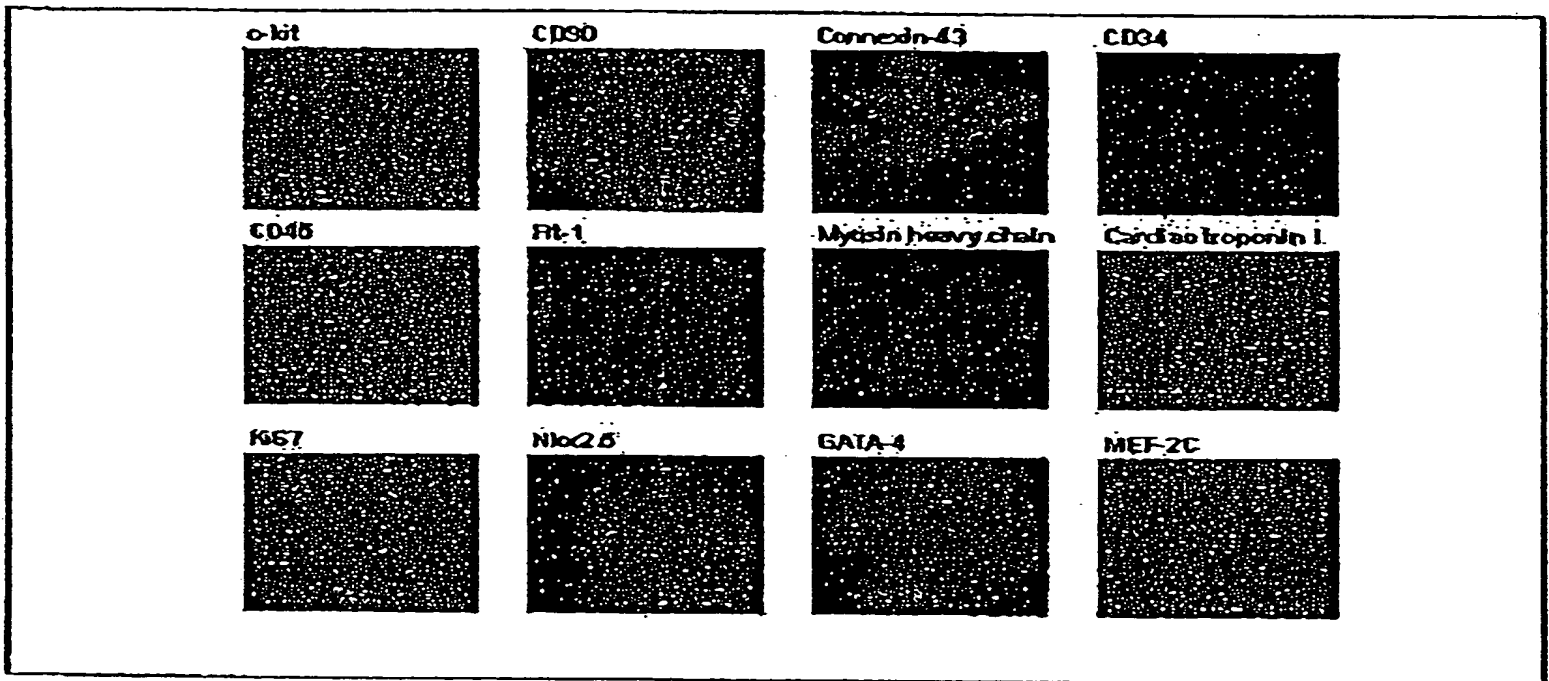 c-kit CD90 Connexin-43 CD34
CD45 Flt-1 Myosin heavy chain Cardiac troponin I
Ki67 Nkx2.5 GATA-4 MEF-2C